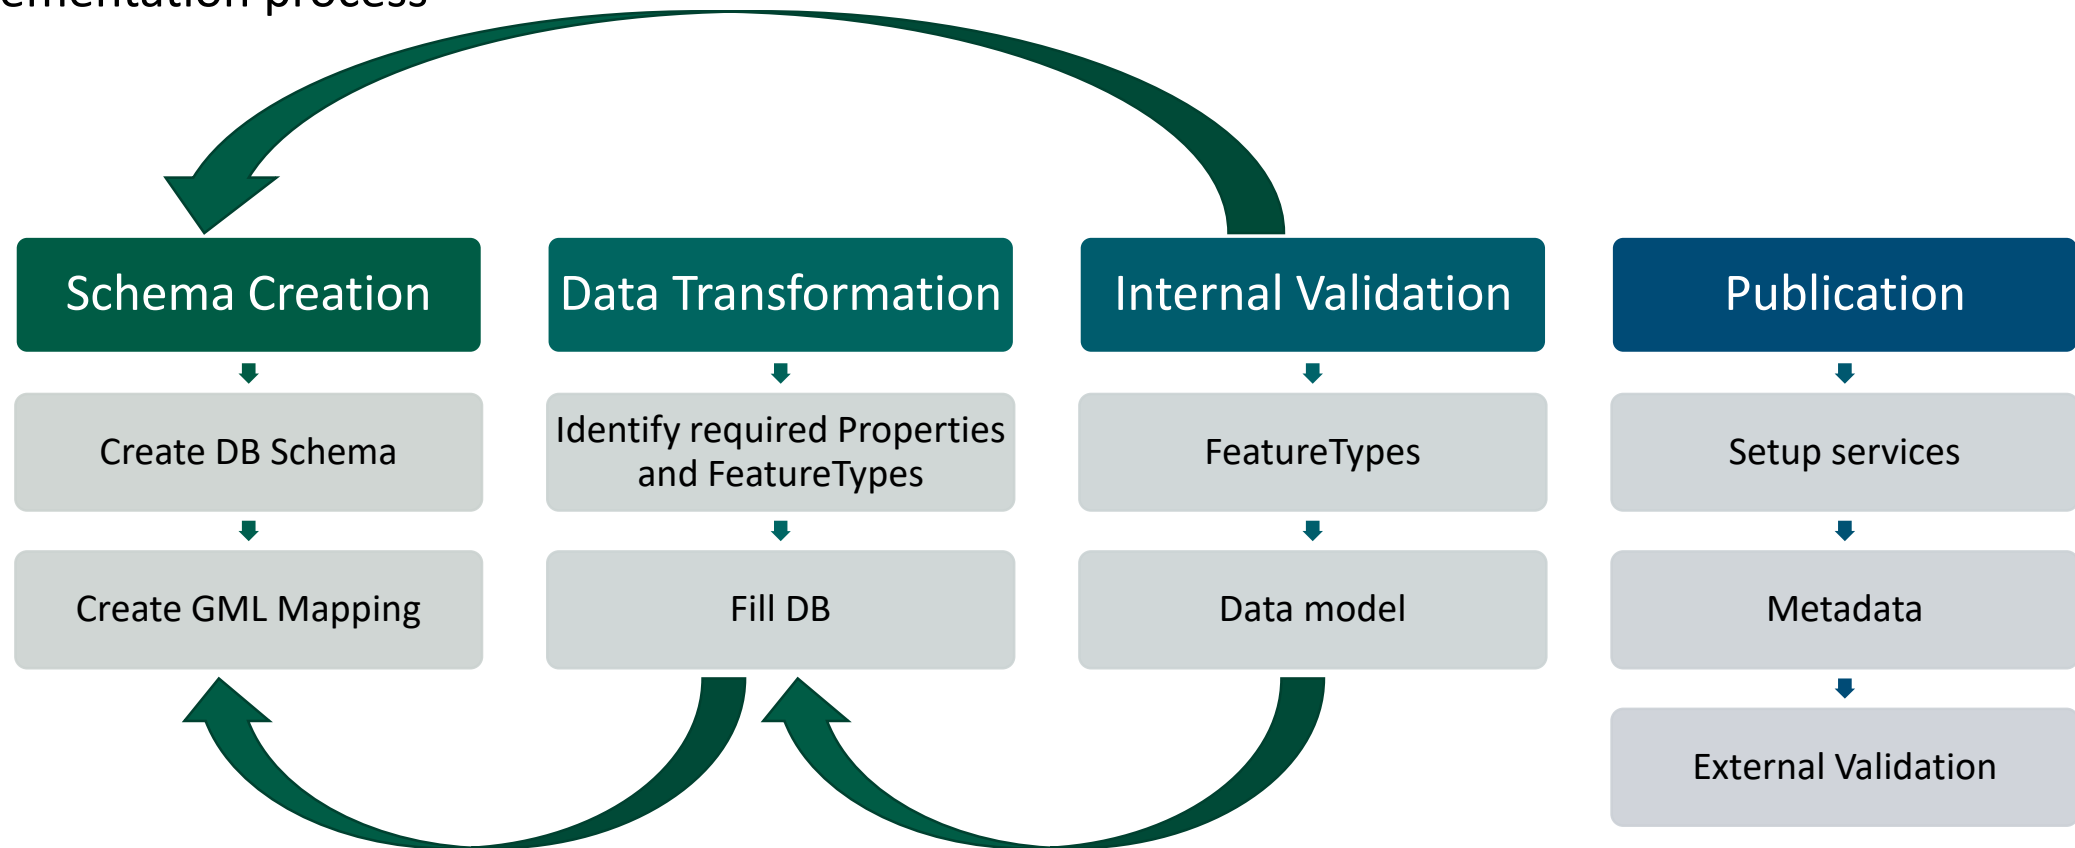 Schema Creation
Data Transformation
Internal Validation
Publication
Create DB Schema
Identify required Properties
and FeatureTypes
FeatureTypes
Setup services
Create GML Mapping
Fill DB
Data model
Metadata
External Validation